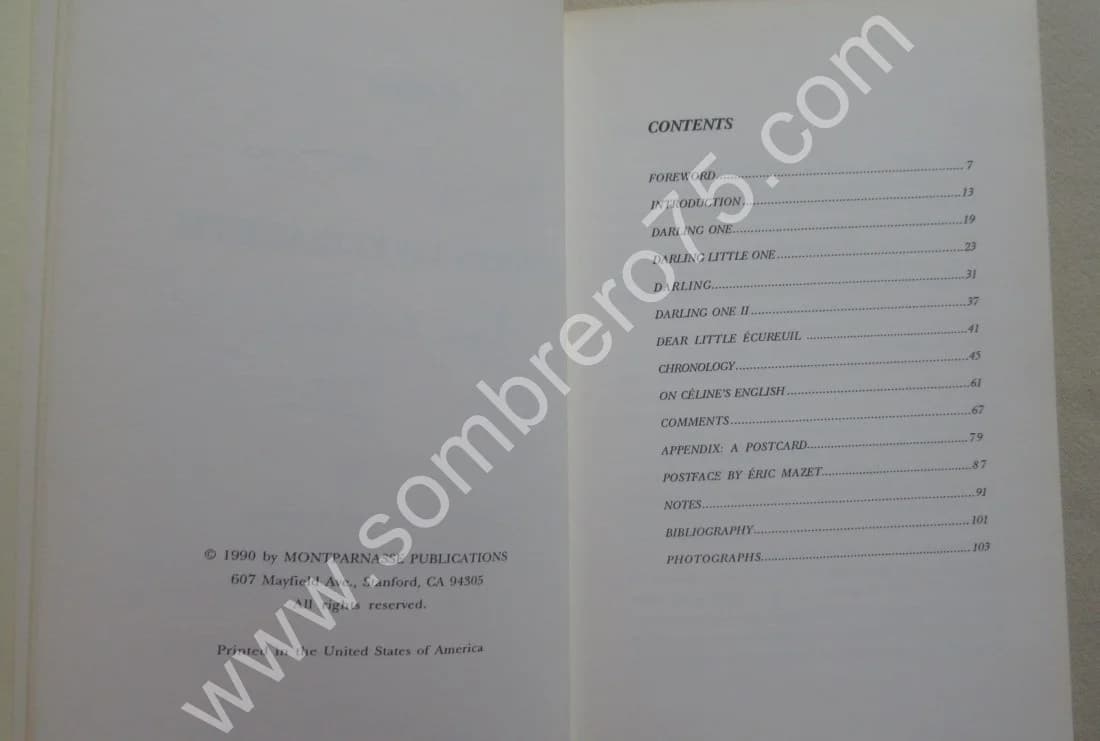 © 1990 by MONTPARNASSE PUBLICATIONS
607 Mayfield Ave., Stanford, CA 94305
All rights reserved.
Printed in the United States of America
CONTENTS
FOREWORD 7
INTRODUCTION 13
DARLING ONE 19
DARLING LITTLE ONE 23
DARLING 31
DARLING ONE II 37
DEAR LITTLE ÉCUREUIL 41
CHRONOLOGY 45
ON CÉLINE'S ENGLISH 61
COMMENTS 67
APPENDIX: A POSTCARD 79
POSTFACE BY ÉRIC MAZET 87
NOTES 91
BIBLIOGRAPHY 101
PHOTOGRAPHS 103
www.sombrero75.com